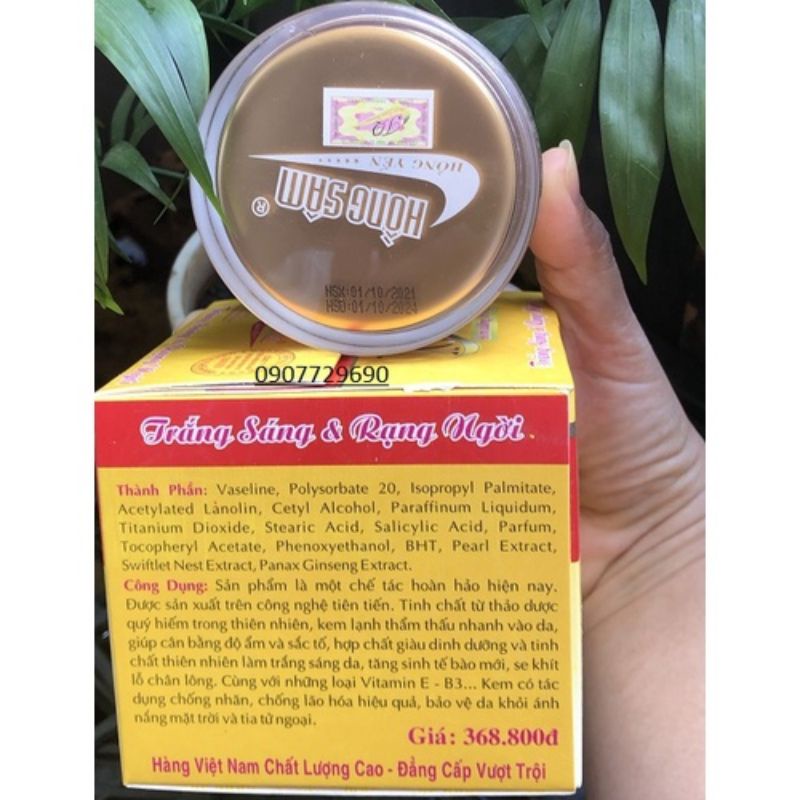 HỒNG YẾN
HỒNG SÂM®
NSX:01/10/2021
HSD:01/10/2024
0907729690
Trắng Sáng & Rạng Ngời
Thành Phần: Vaseline, Polysorbate 20, Isopropyl Palmitate,
Acetylated Lànolin, Cetyl Alcohol, Paraffinum Liquidum,
Titanium Dioxide, Stearic Acid, Salicylic Acid, Parfum,
Tocopheryl Acetate, Phenoxyethanol, BHT, Pearl Extract,
Swiftlet Nest Extract, Panax Ginseng Extract.
Công Dụng: Sản phẩm là một chế tác hoàn hảo hiện nay.
Được sản xuất trên công nghệ tiên tiến. Tinh chất từ thảo dược
quý hiếm trong thiên nhiên, kem lạnh thẩm thấu nhanh vào da,
giúp cân bằng độ ẩm và sắc tố, hợp chất giàu dinh dưỡng và tinh
chất thiên nhiên làm trắng sáng da, tăng sinh tế bào mới, se khít
lỗ chân lông. Cùng với những loại Vitamin E - B3... Kem có tác
dụng chống nhăn, chống lão hóa hiệu quả, bảo vệ da khỏi ánh
nắng mặt trời và tia tử ngoại.
Giá: 368.800đ
Hàng Việt Nam Chất Lượng Cao - Đẳng Cấp Vượt Trội